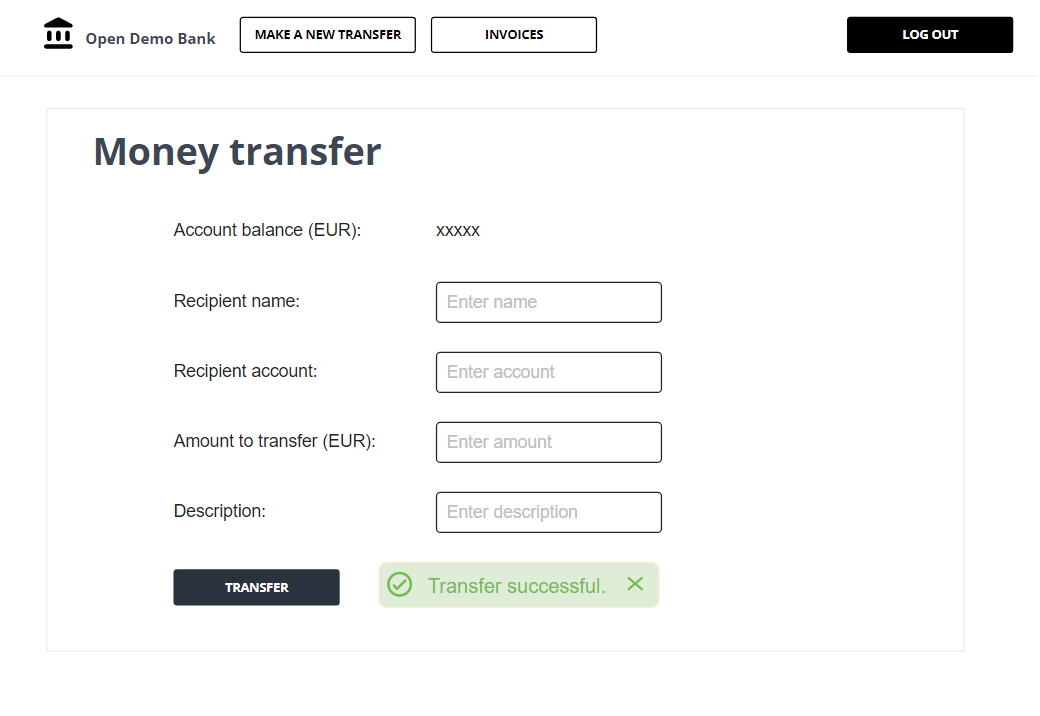 Open Demo Bank
MAKE A NEW TRANSFER
INVOICES
LOG OUT
Money transfer
Account balance (EUR): xxxxx
Recipient name: Enter name
Recipient account: Enter account
Amount to transfer (EUR): Enter amount
Description: Enter description
TRANSFER
Transfer successful.